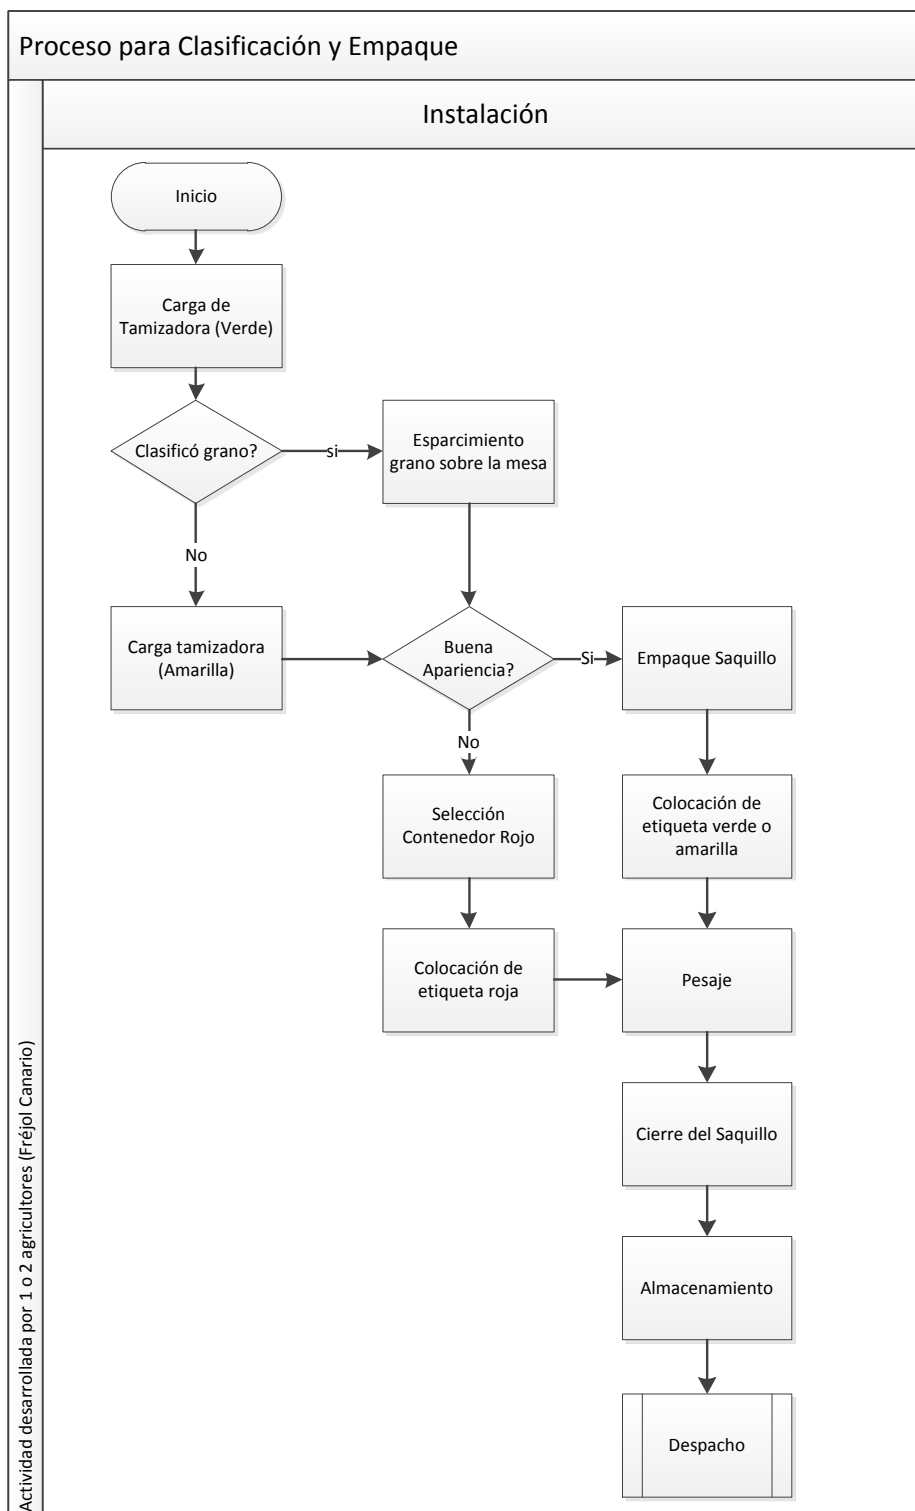 Proceso para Clasificación y Empaque
Instalación
Actividad desarrollada por 1 o 2 agricultores (Fréjol Canario)
Inicio
Carga de
Tamizadora (Verde)
Clasificó grano?
si
Esparcimiento
grano sobre la mesa
No
Carga tamizadora
(Amarilla)
Buena
Apariencia?
Si
Empaque Saquillo
No
Selección
Contenedor Rojo
Colocación de
etiqueta verde o
amarilla
Colocación de
etiqueta roja
Pesaje
Cierre del Saquillo
Almacenamiento
Despacho